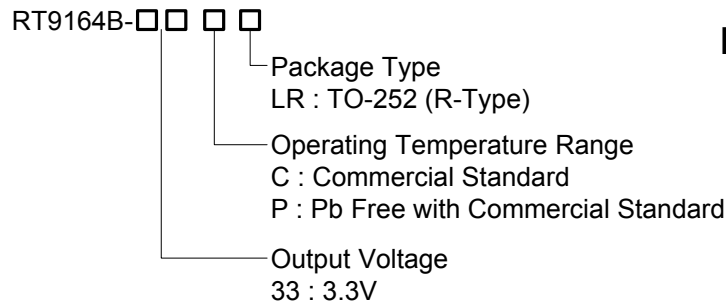 RT9164B-□□ □ □
Package Type
LR : TO-252 (R-Type)
Operating Temperature Range
C : Commercial Standard
P : Pb Free with Commercial Standard
Output Voltage
33 : 3.3V